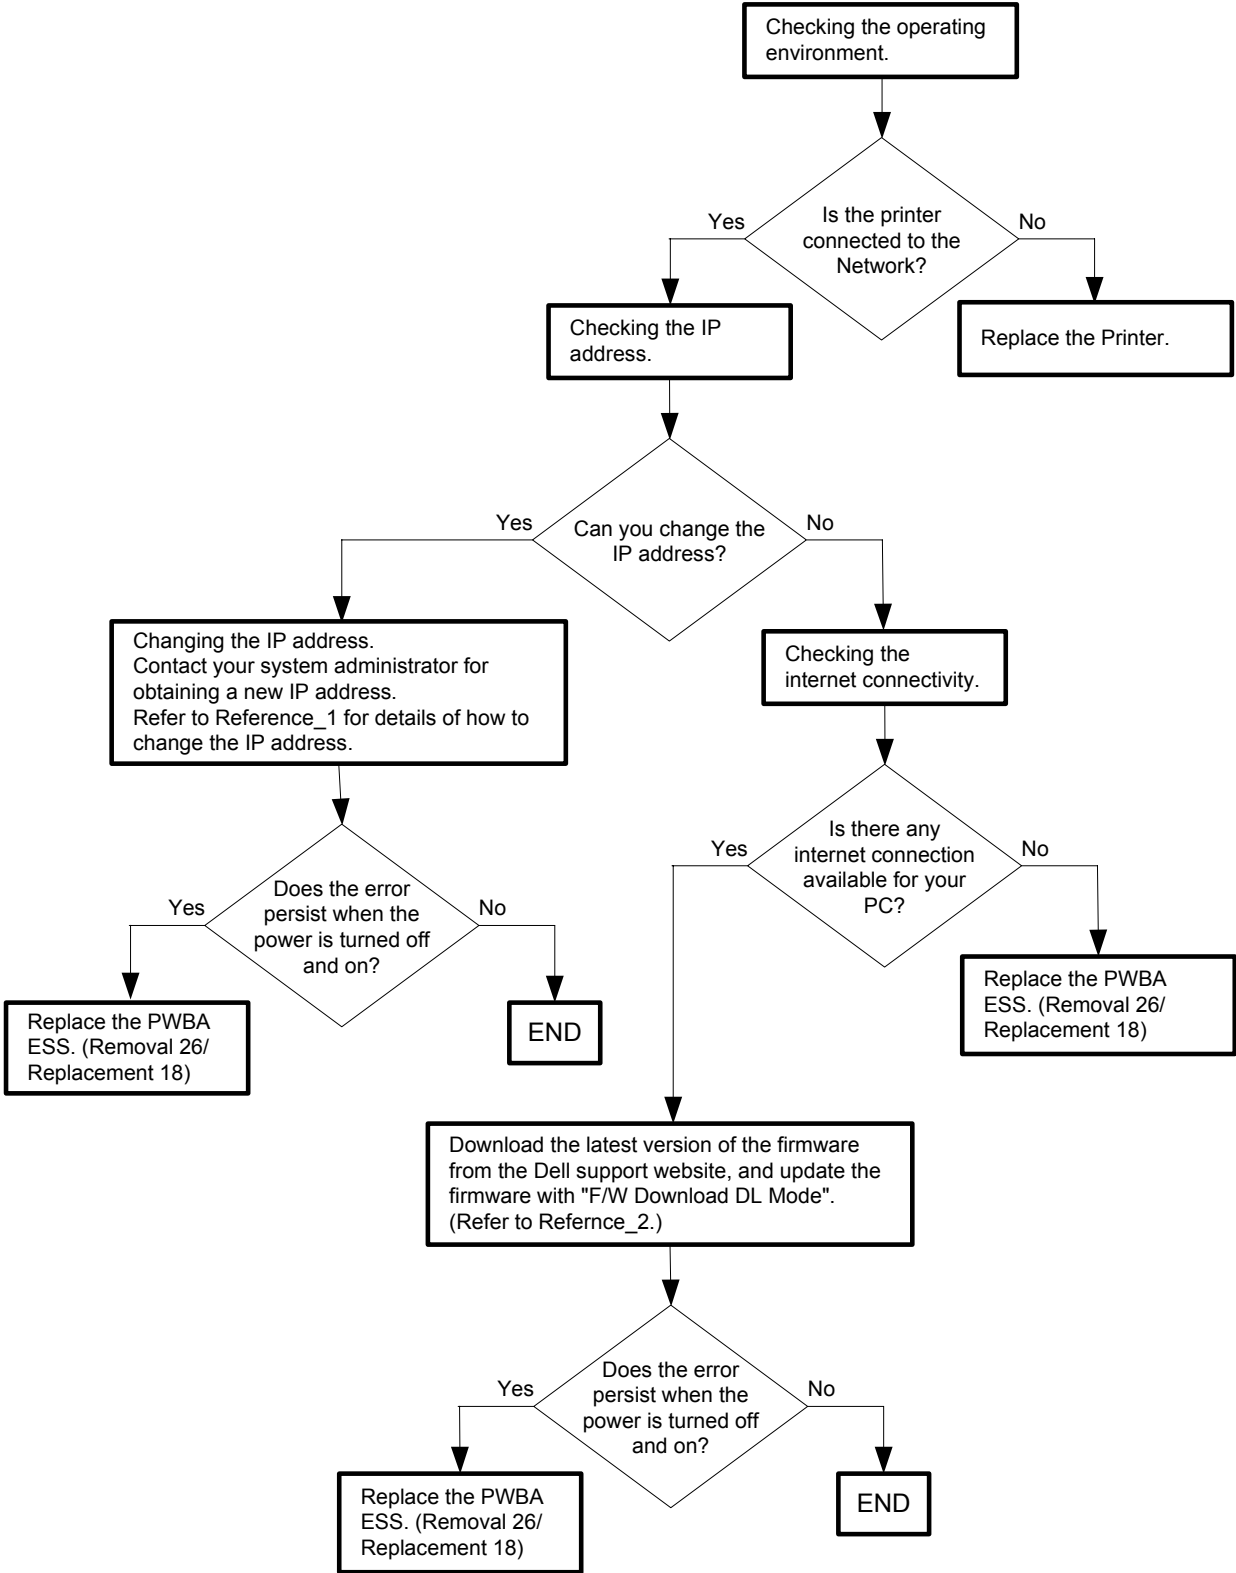 Checking the operating
environment.
Is the printer
connected to the
Network?
Yes
No
Checking the IP
address.
Replace the Printer.
Can you change the
IP address?
Yes
No
Changing the IP address.
Contact your system administrator for
obtaining a new IP address.
Refer to Reference_1 for details of how to
change the IP address.
Checking the
internet connectivity.
Is there any
internet connection
available for your
PC?
Yes
No
Does the error
persist when the
power is turned off
and on?
Yes
No
Replace the PWBA
ESS. (Removal 26/
Replacement 18)
END
Replace the PWBA
ESS. (Removal 26/
Replacement 18)
Download the latest version of the firmware
from the Dell support website, and update the
firmware with "F/W Download DL Mode".
(Refer to Refernce_2.)
Does the error
persist when the
power is turned off
and on?
Yes
No
Replace the PWBA
ESS. (Removal 26/
Replacement 18)
END